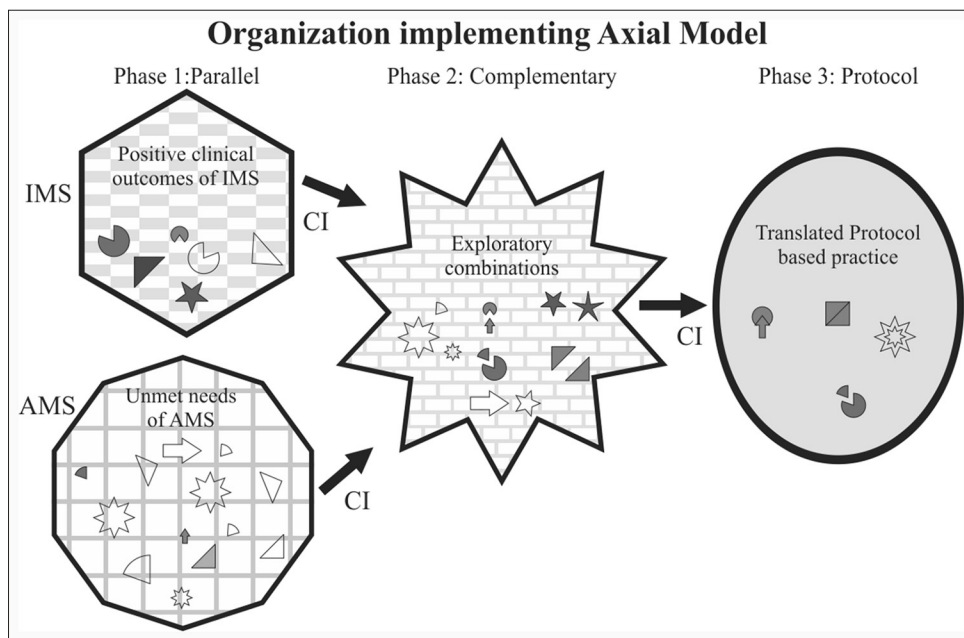 Organization implementing Axial Model
Phase 1:Parallel
Phase 2: Complementary
Phase 3: Protocol
IMS
Positive clinical
outcomes of IMS
CI
Exploratory
combinations
Translated Protocol
based practice
CI
AMS
Unmet needs
of AMS
CI